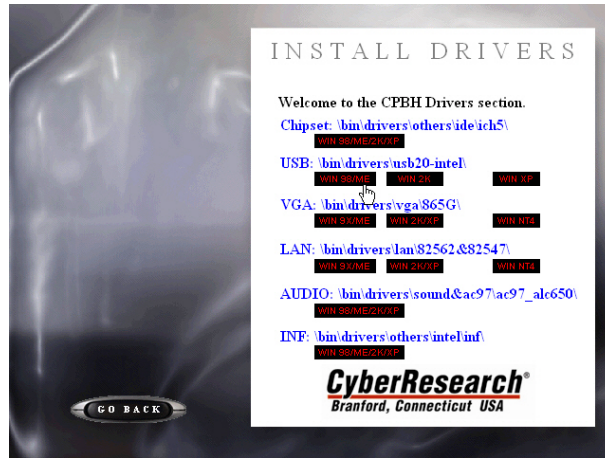 INSTALL DRIVERS
Welcome to the CPBH Drivers section.
Chipset: \bin\drivers\others\ide\ich5\
WIN 98/ME/2K/XP
USB: \bin\drivers\usb20-intel\
WIN 98/ME WIN 2K WIN XP
VGA: \bin\drivers\vga\865G\
WIN 9X/ME WIN 2K/XP WIN NT4
LAN: \bin\drivers\lan\82562&82547\
WIN 9X/ME WIN 2K/XP WIN NT4
AUDIO: \bin\drivers\sound&ac97\ac97_alc650\
WIN 98/ME/2K/XP
INF: \bin\drivers\others\intel\inf\
WIN 98/ME/2K/XP
CyberResearch®
Branford, Connecticut USA
GO BACK